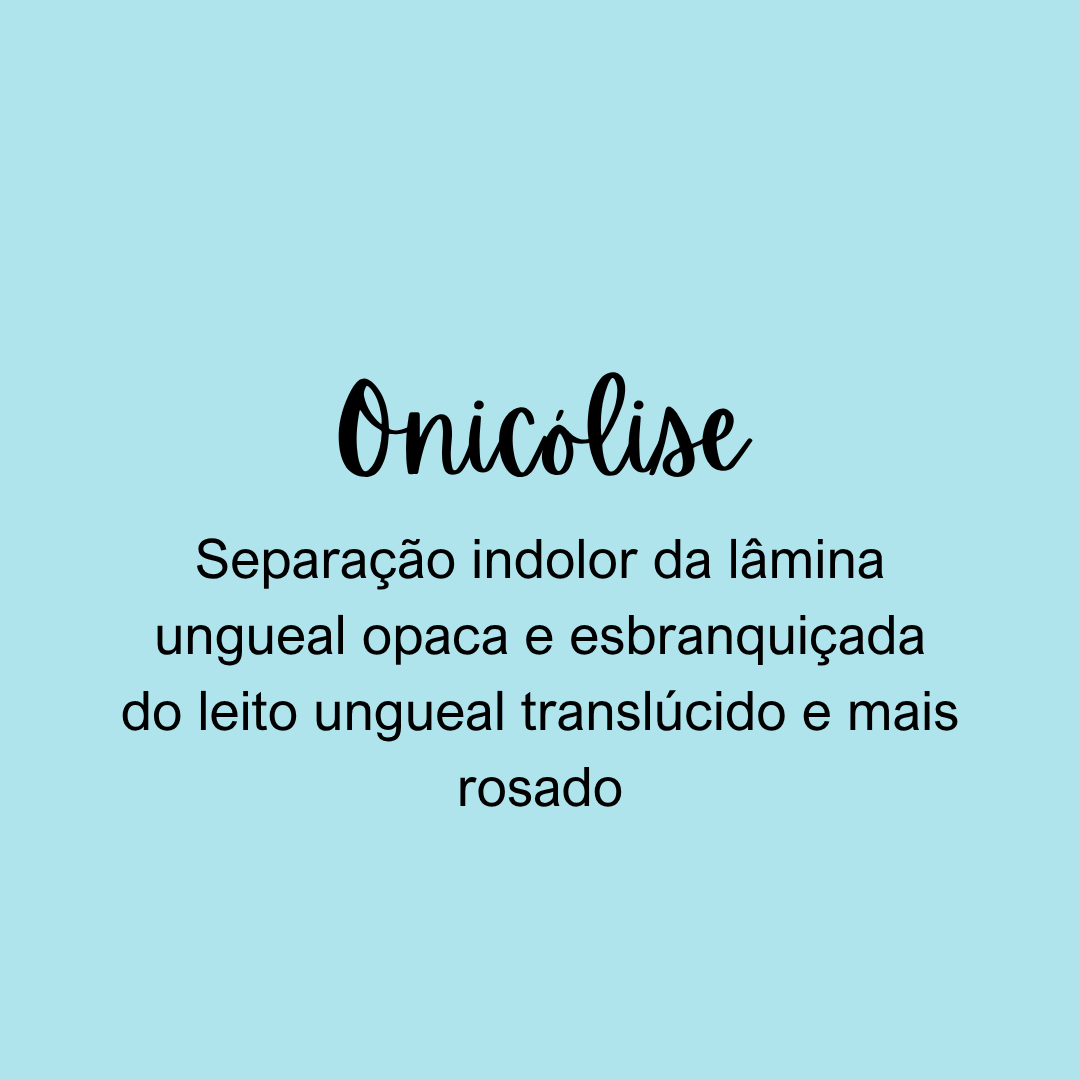 Onicólise
Separação indolor da lâmina
ungueal opaca e esbranquiçada
do leito ungueal translúcido e mais
rosado